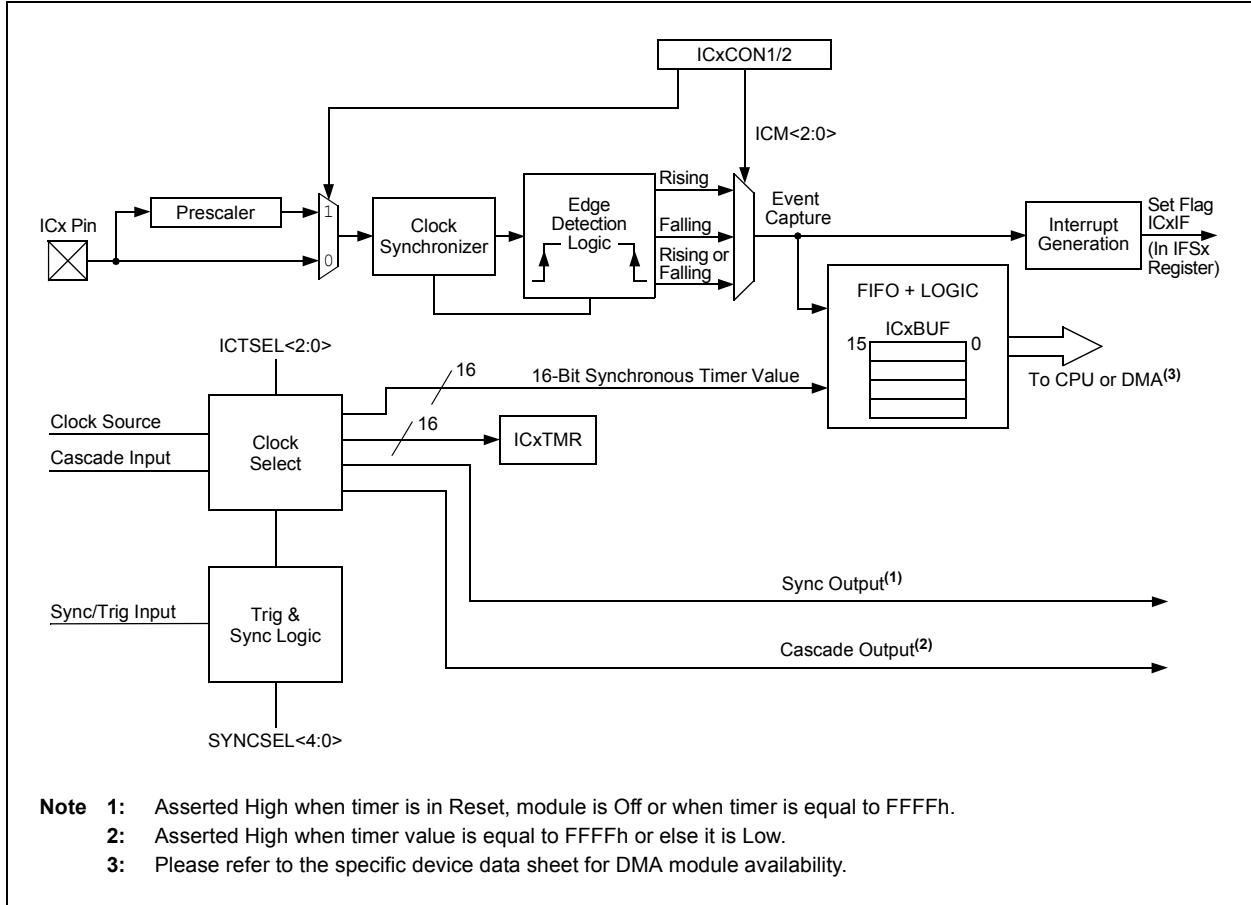 ICxCON1/2
ICM<2:0>
ICx Pin
Prescaler
1
0
Clock
Synchronizer
Edge
Detection
Logic
Rising
Falling
Rising or
Falling
Event
Capture
Interrupt
Generation
Set Flag
ICxIF
(In IFSx
Register)
FIFO + LOGIC
ICxBUF
15
0
To CPU or DMA(3)
ICTSEL<2:0>
16
16-Bit Synchronous Timer Value
16
ICxTMR
Clock Source
Cascade Input
Clock
Select
Sync/Trig Input
Trig &
Sync Logic
SYNCSEL<4:0>
Sync Output(1)
Cascade Output(2)
Note 1: Asserted High when timer is in Reset, module is Off or when timer is equal to FFFFh.
2: Asserted High when timer value is equal to FFFFh or else it is Low.
3: Please refer to the specific device data sheet for DMA module availability.